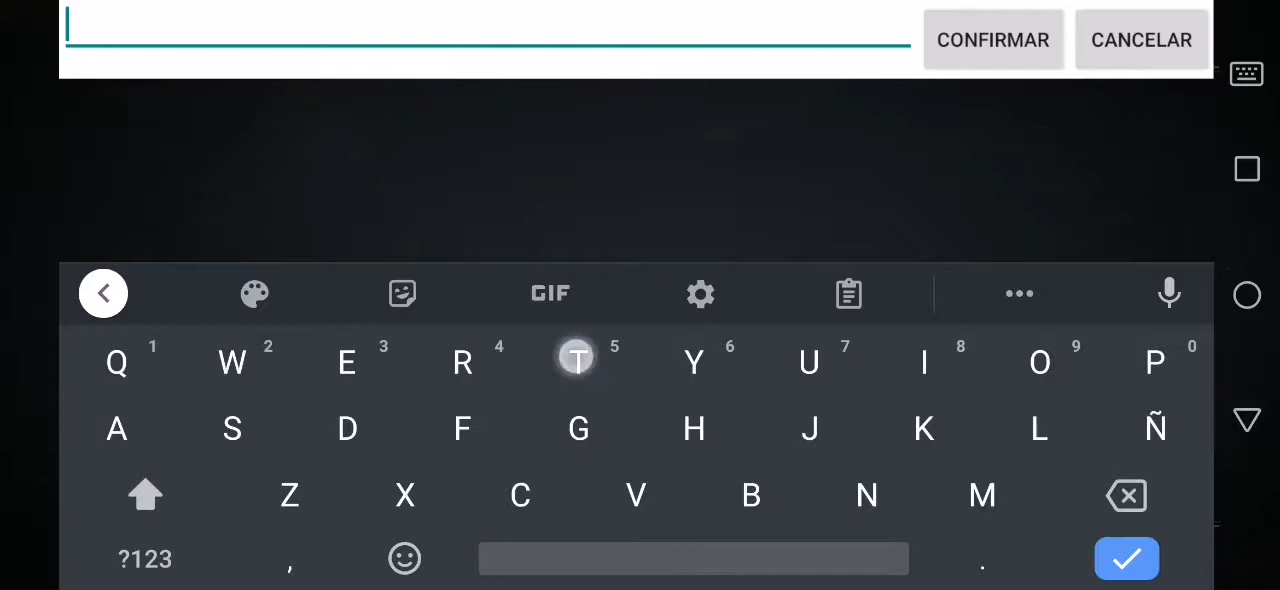 CONFIRMAR CANCELAR
GIF
Q 1 W 2 E 3 R 4 T 5 Y 6 U 7 I 8 O 9 P 0
A S D F G H J K L Ñ
Z X C V B N M
?123 , .